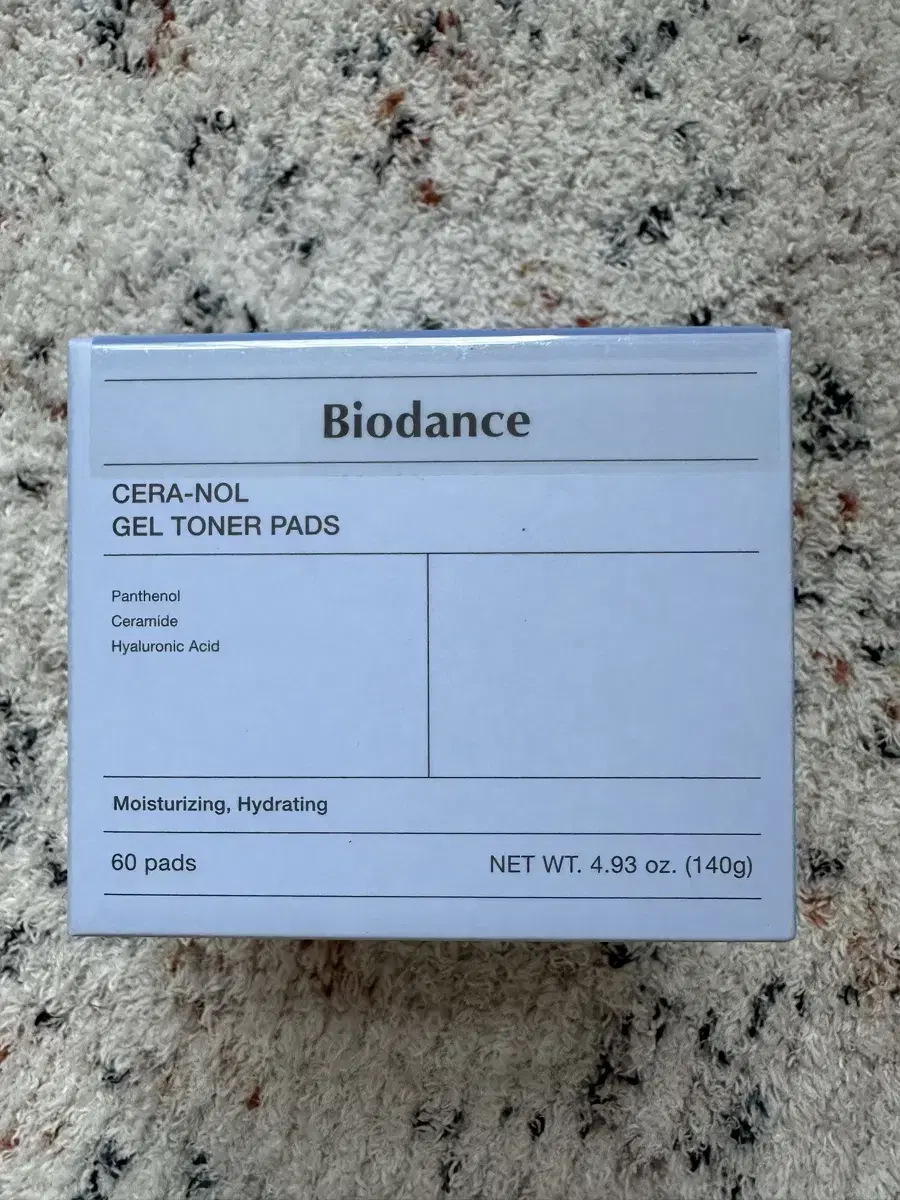 Biodance
CERA-NOL
GEL TONER PADS
Panthenol
Ceramide
Hyaluronic Acid
Moisturizing, Hydrating
60 pads
NET WT. 4.93 oz. (140g)